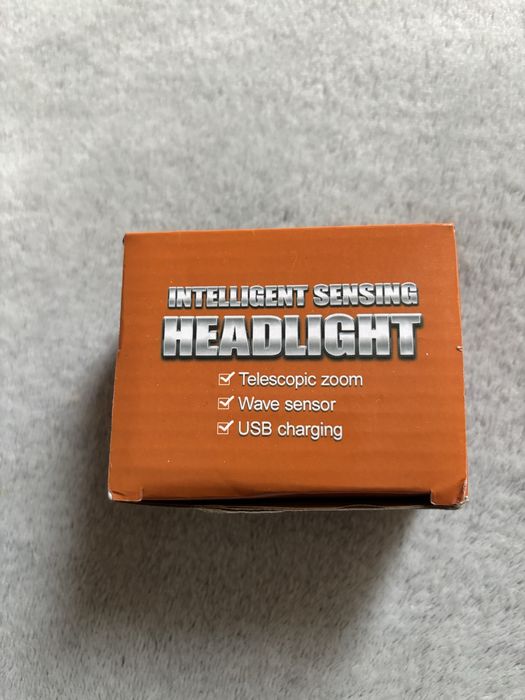 INTELLIGENT SENSING
HEADLIGHT
Telescopic zoom
Wave sensor
USB charging